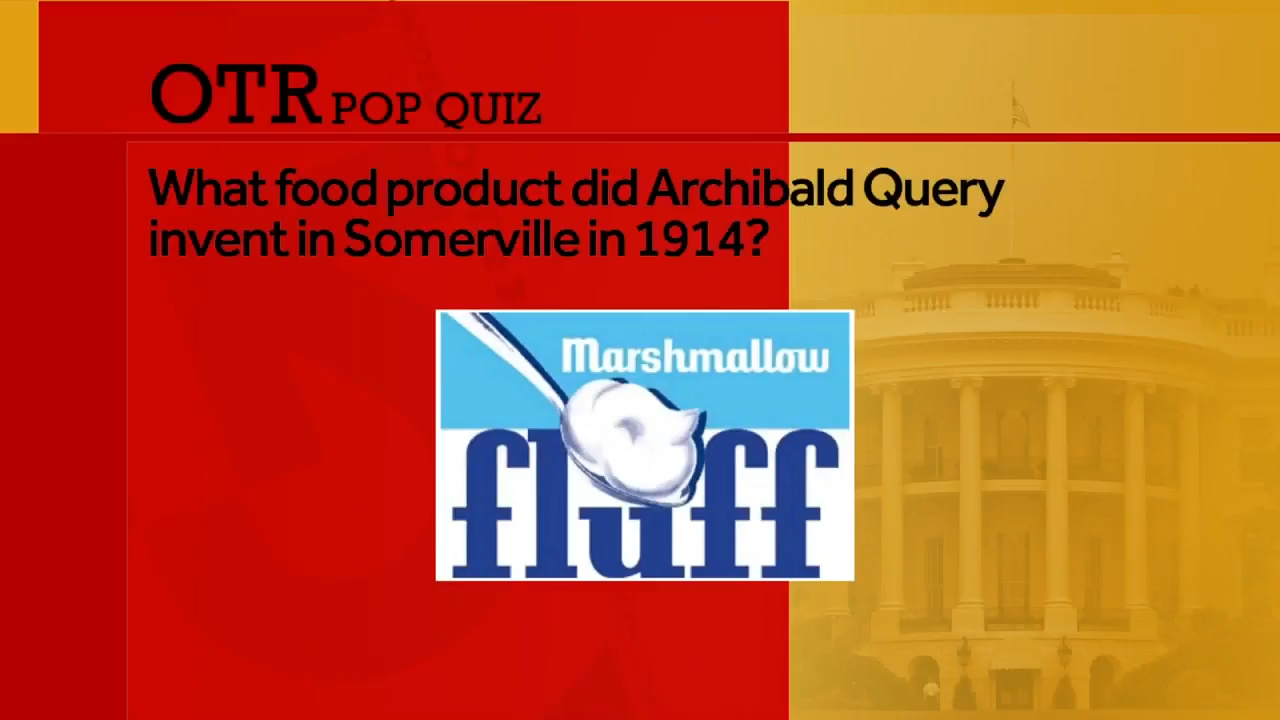 OTR POP QUIZ
What food product did Archibald Query
invent in Somerville in 1914?
Marshmallow
fluff